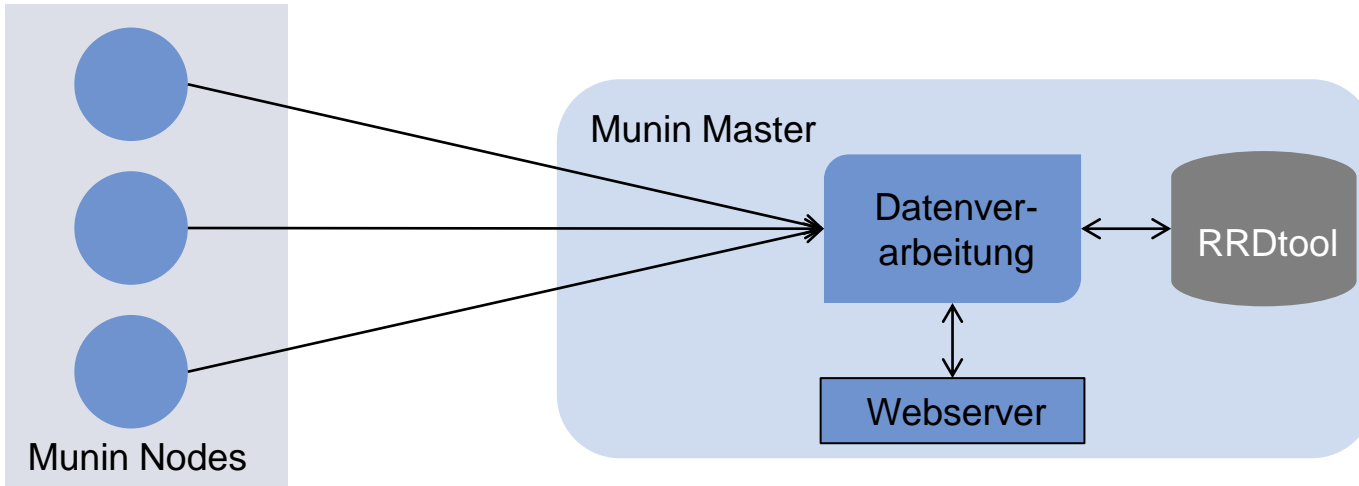 Munin Master
Datenver-
arbeitung
RRDtool
Webserver
Munin Nodes